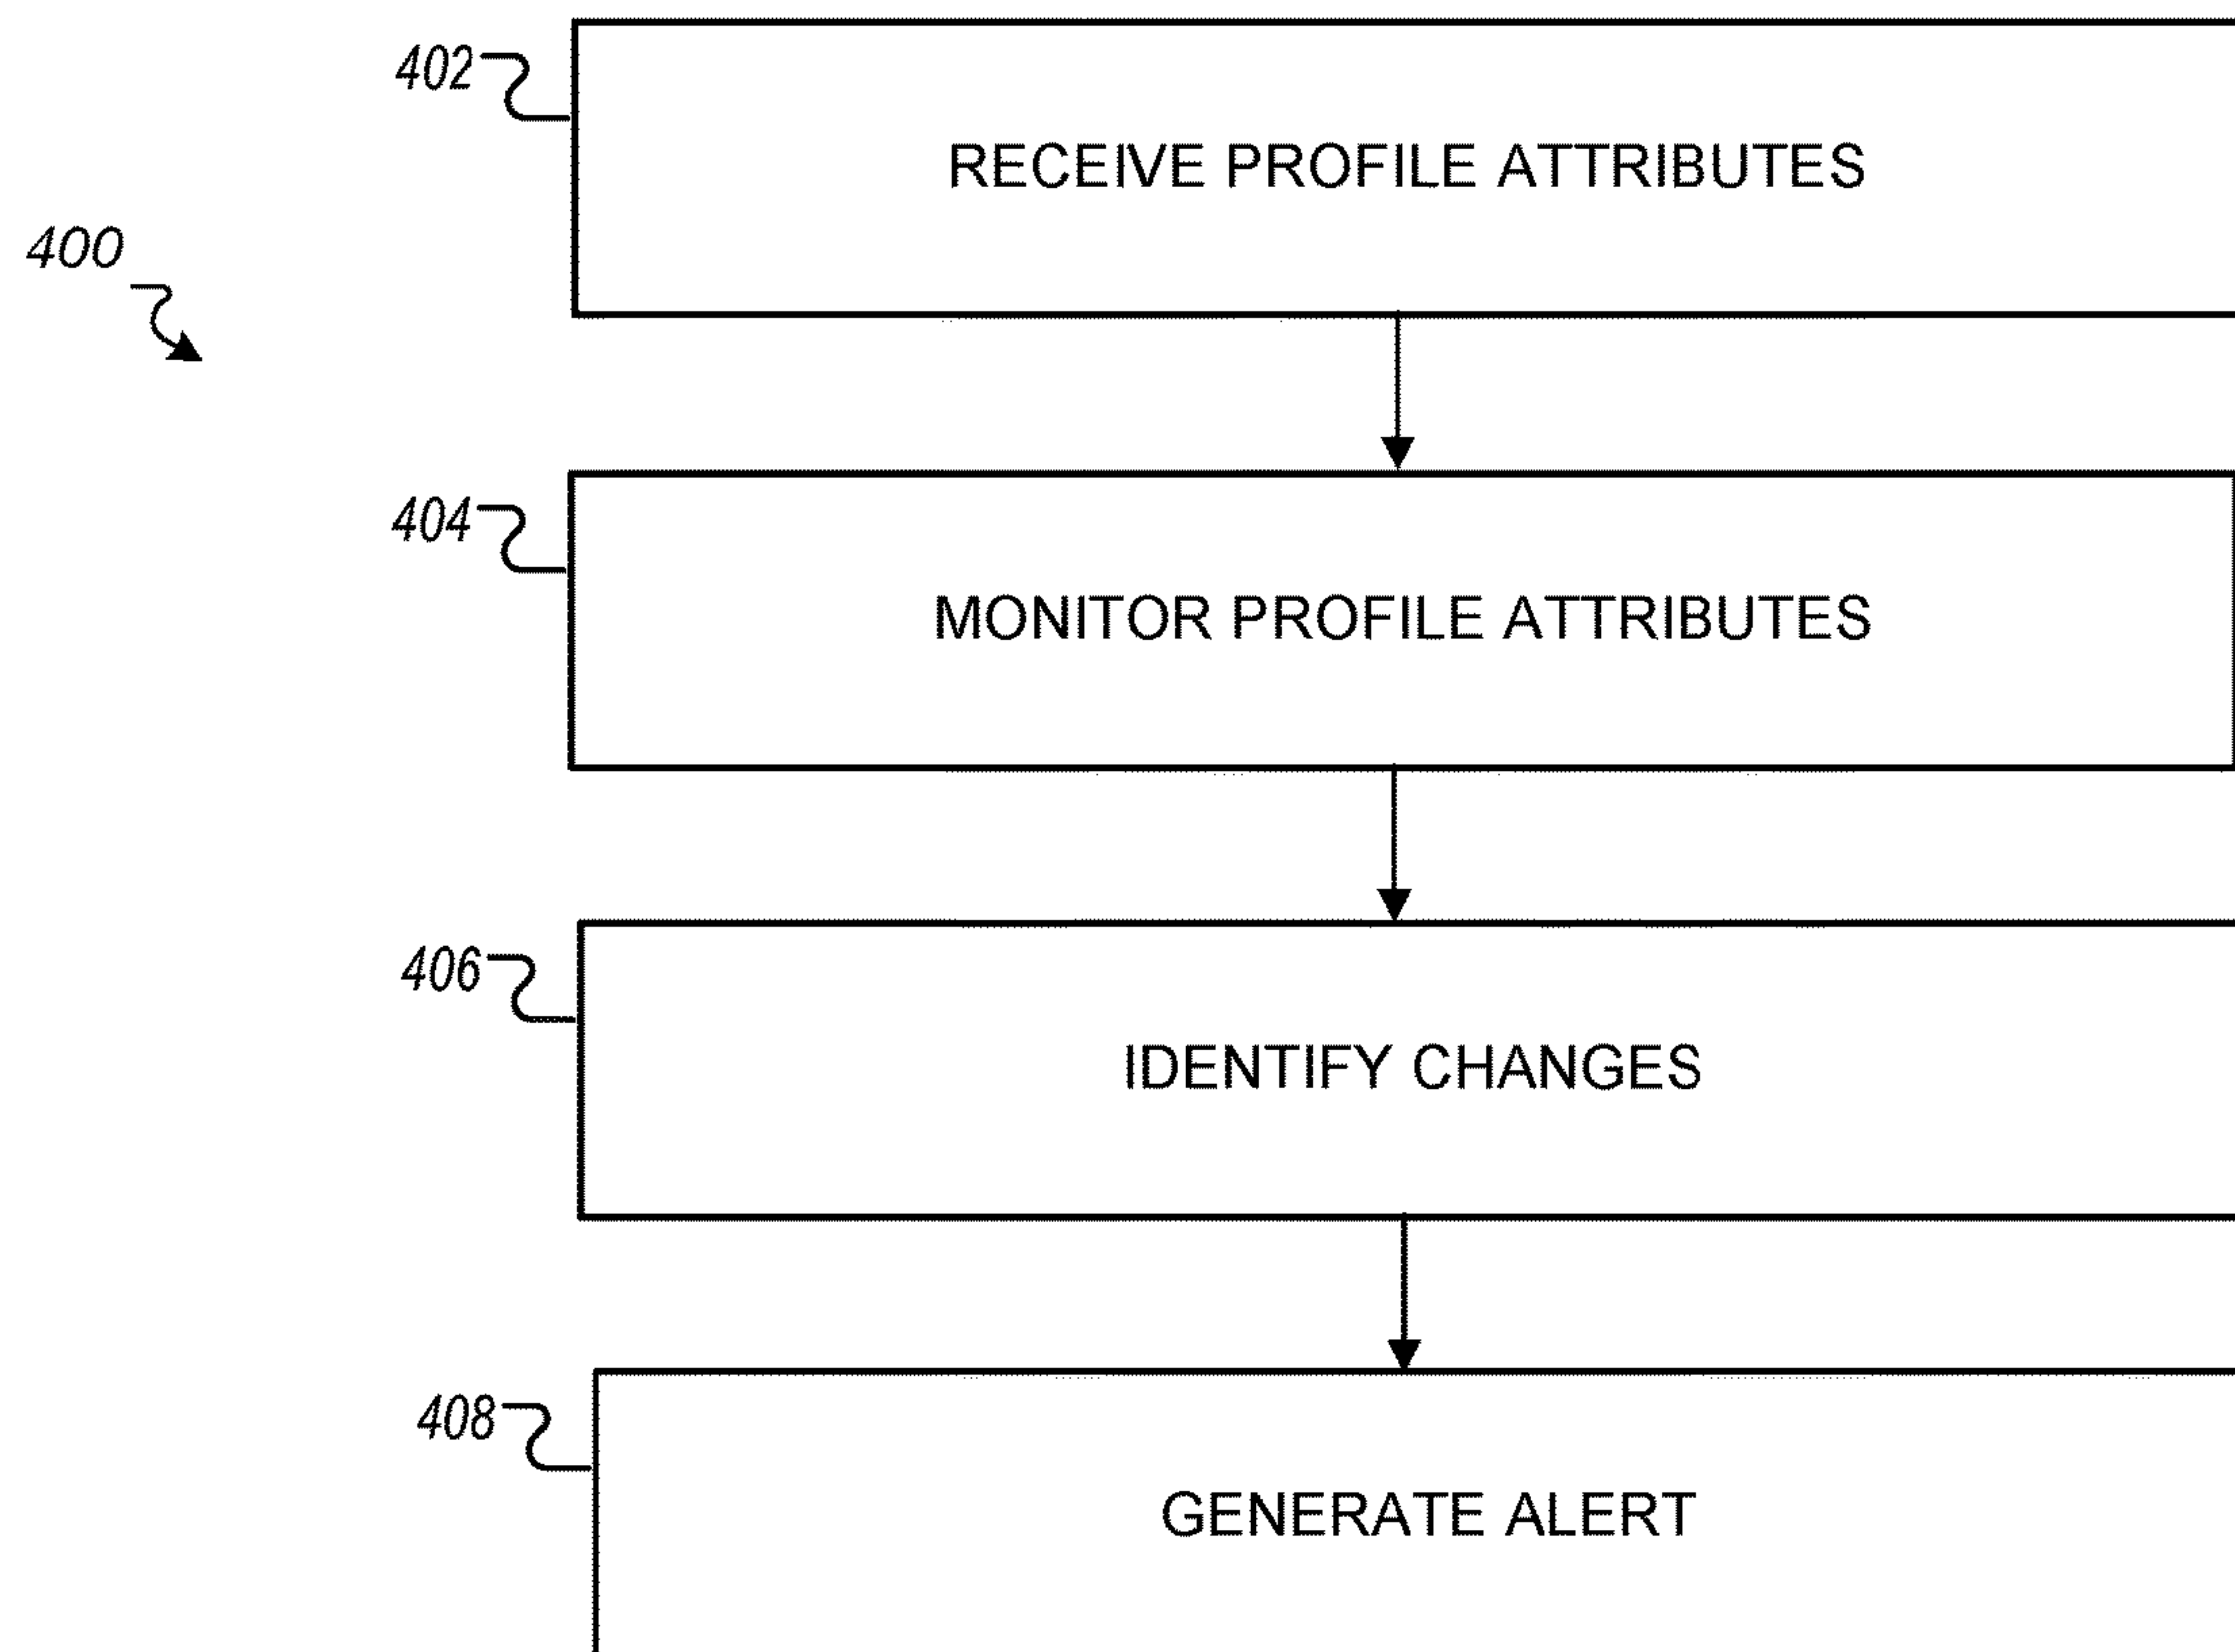 402
RECEIVE PROFILE ATTRIBUTES
400
404
MONITOR PROFILE ATTRIBUTES
406
IDENTIFY CHANGES
408
GENERATE ALERT